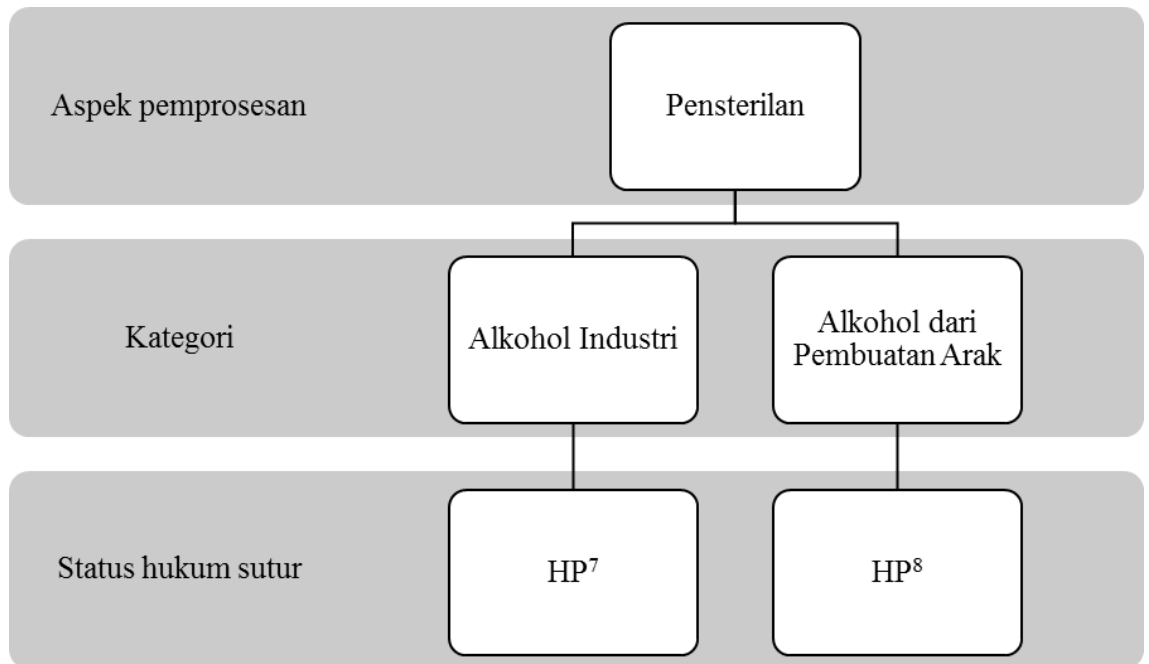 Aspek pemprosesan
Pensterilan
Kategori
Alkohol Industri
Alkohol dari
Pembuatan Arak
Status hukum sutur
HP⁷
HP⁸